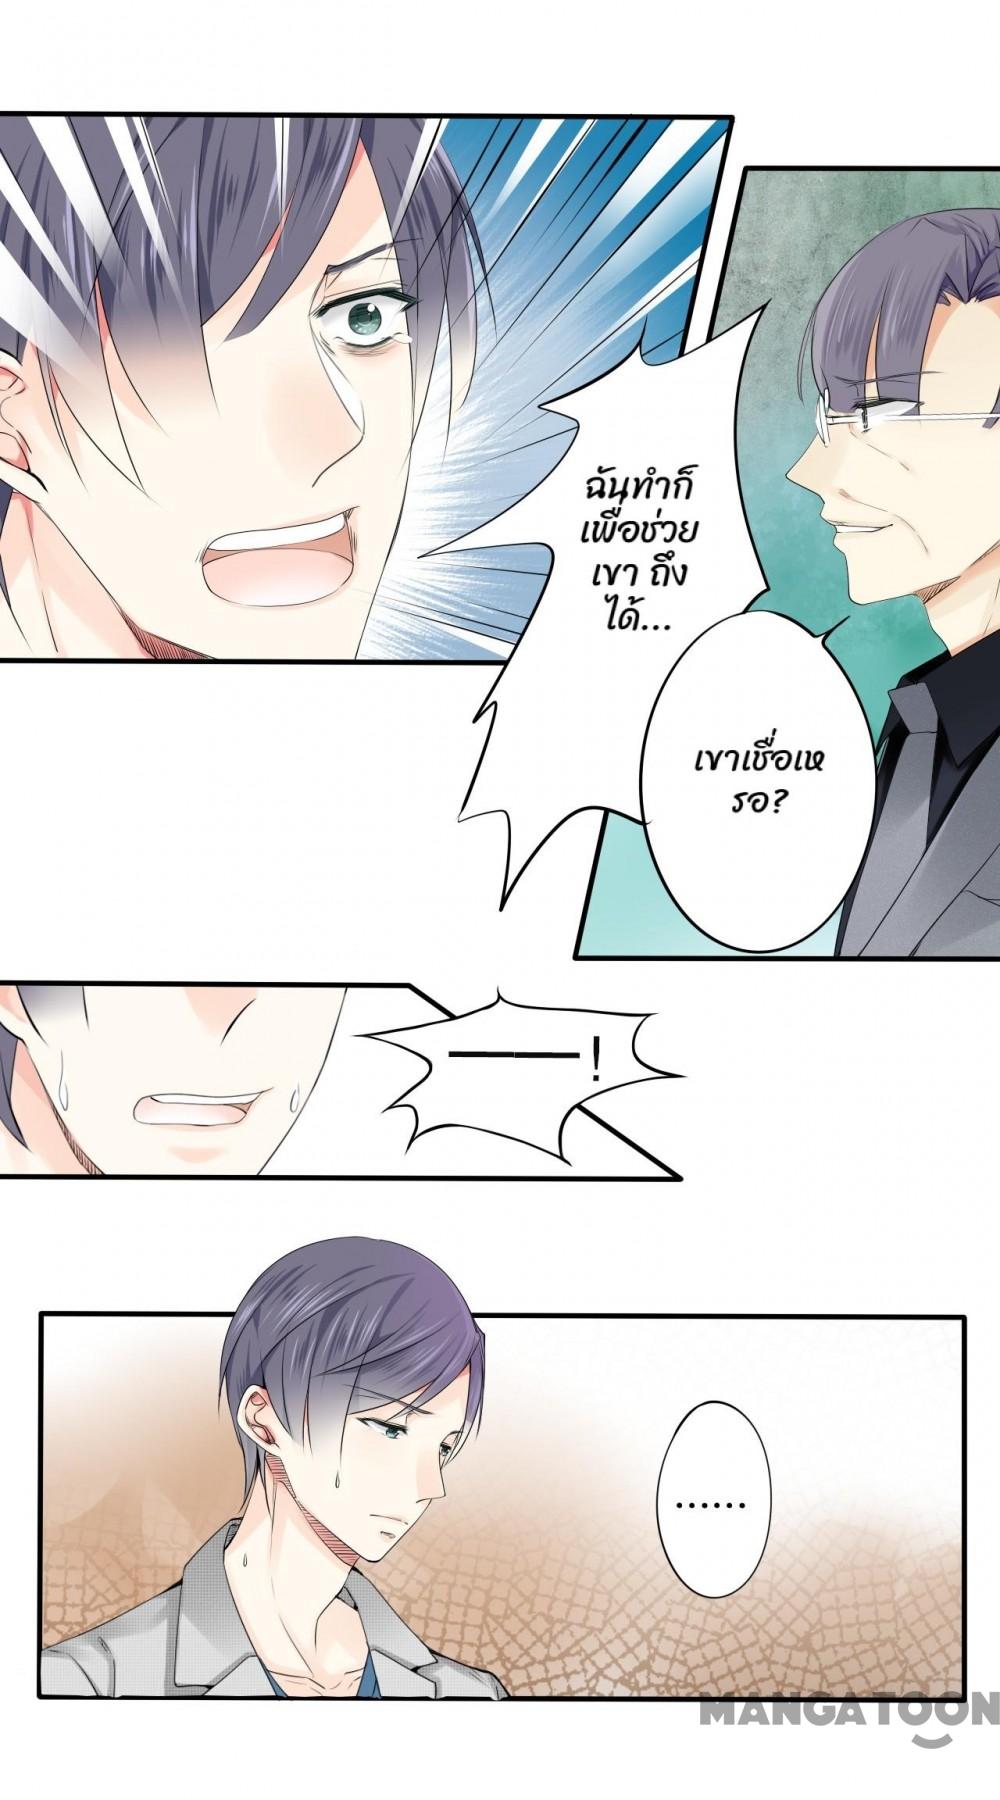 ฉันทำก็
เพื่อช่วย
เขา ถึง
ได้...
เขาเชื่อเห
รอ?
——!
......
MANGATOON